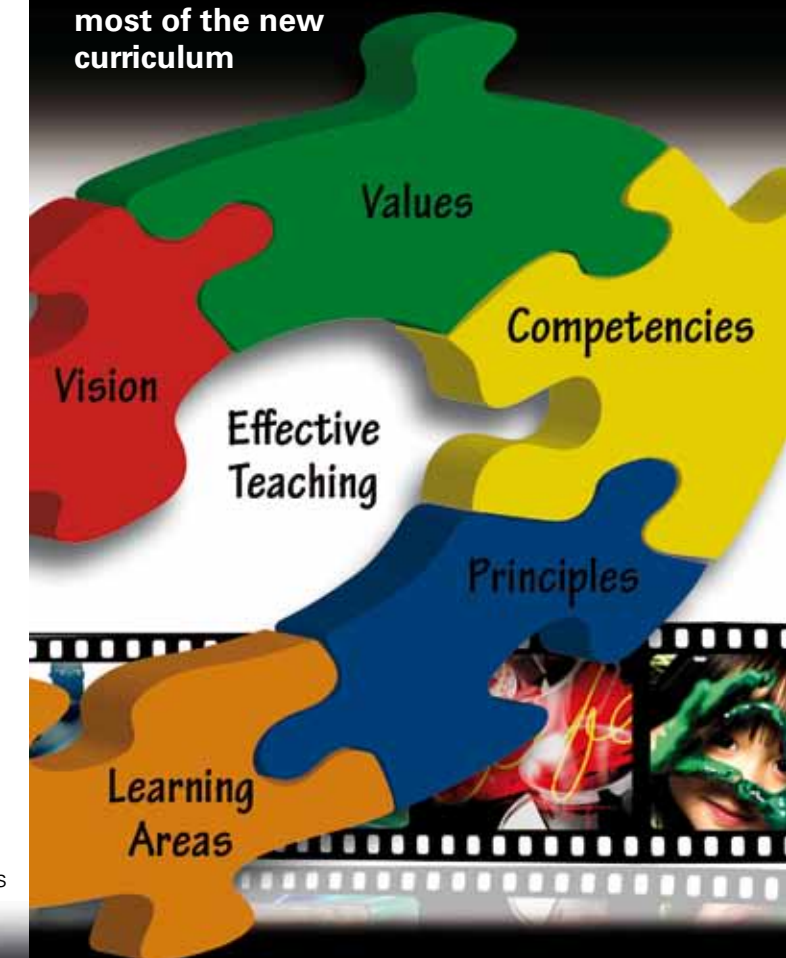 most of the new
curriculum
Values
Competencies
Vision
Effective
Teaching
Principles
Learning
Areas
s